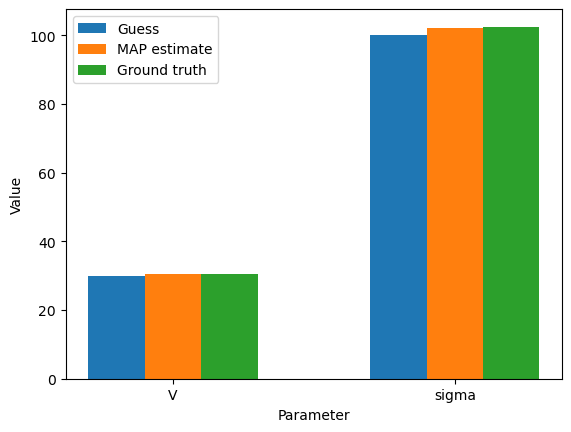 Guess
MAP estimate
Ground truth
Value
100
80
60
40
20
0
V
sigma
Parameter